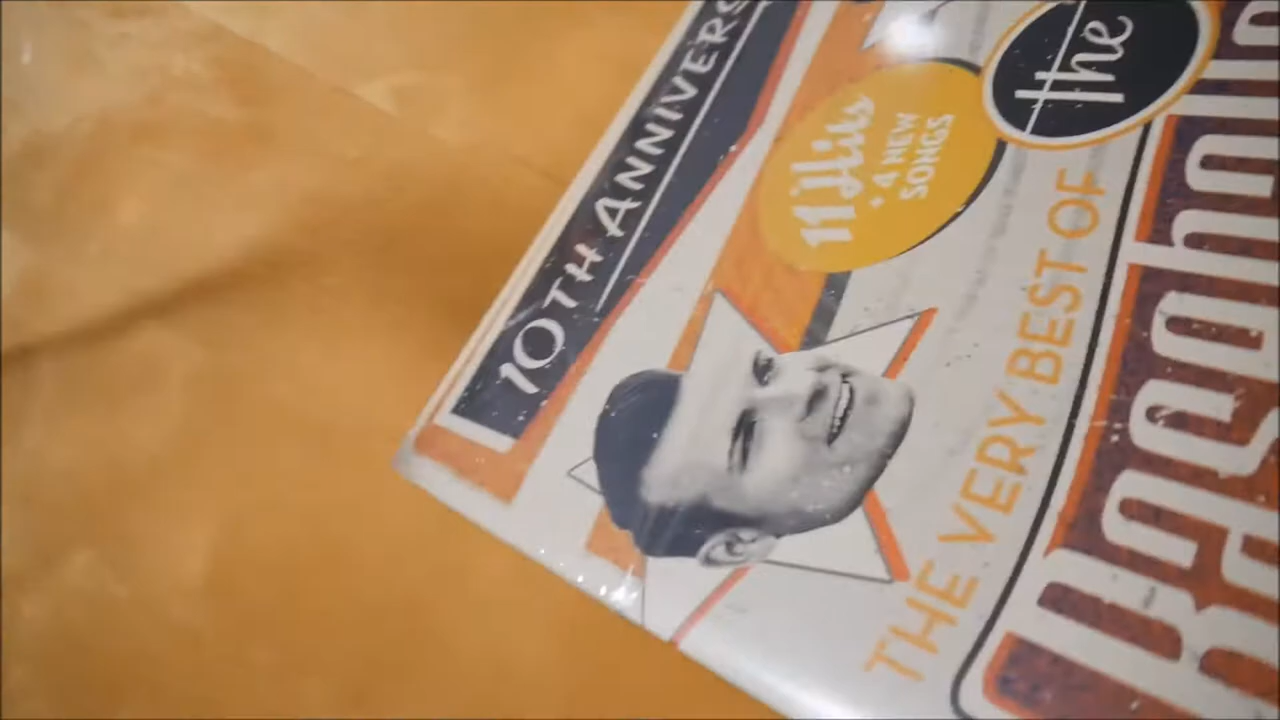 10TH ANNIVERS
11 Hits
+ 4 NEW
SONGS
THE VERY BEST OF
the